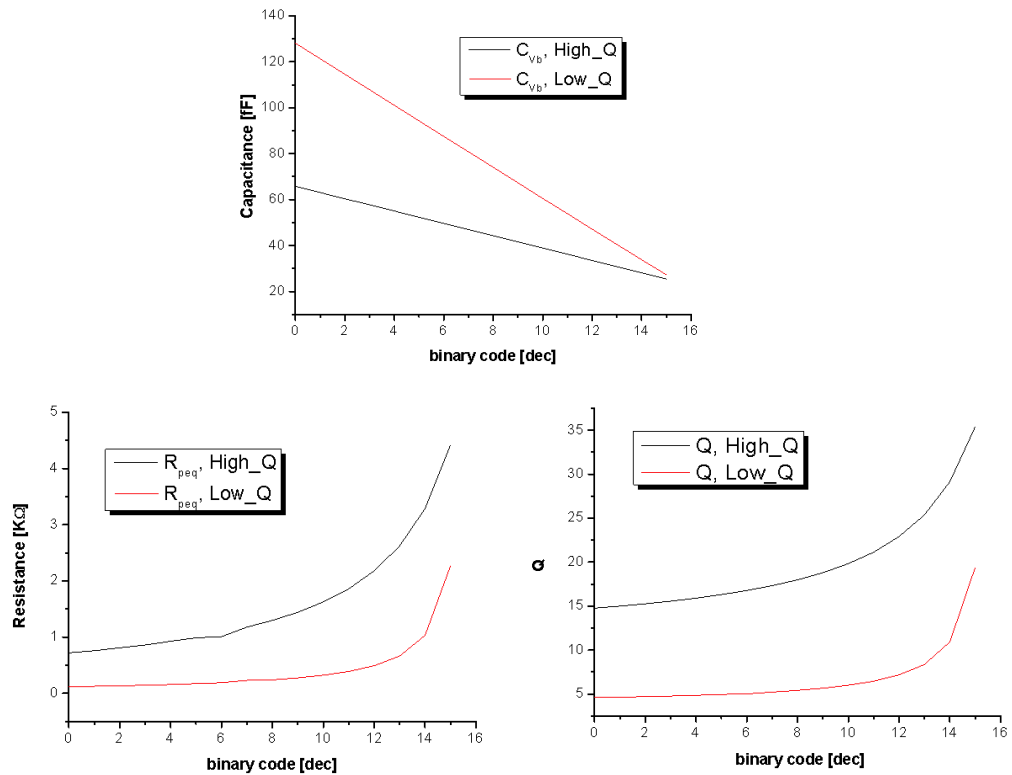 140
120
100
80
60
40
20
0 2 4 6 8 10 12 14 16
Capacitance [fF]
binary code [dec]
C_Vb, High_Q
C_Vb, Low_Q
5
4
3
2
1
0
0 2 4 6 8 10 12 14 16
Resistance [KΩ]
binary code [dec]
R_peq, High_Q
R_peq, Low_Q
35
30
25
20
15
10
5
0 2 4 6 8 10 12 14 16
Q
binary code [dec]
Q, High_Q
Q, Low_Q